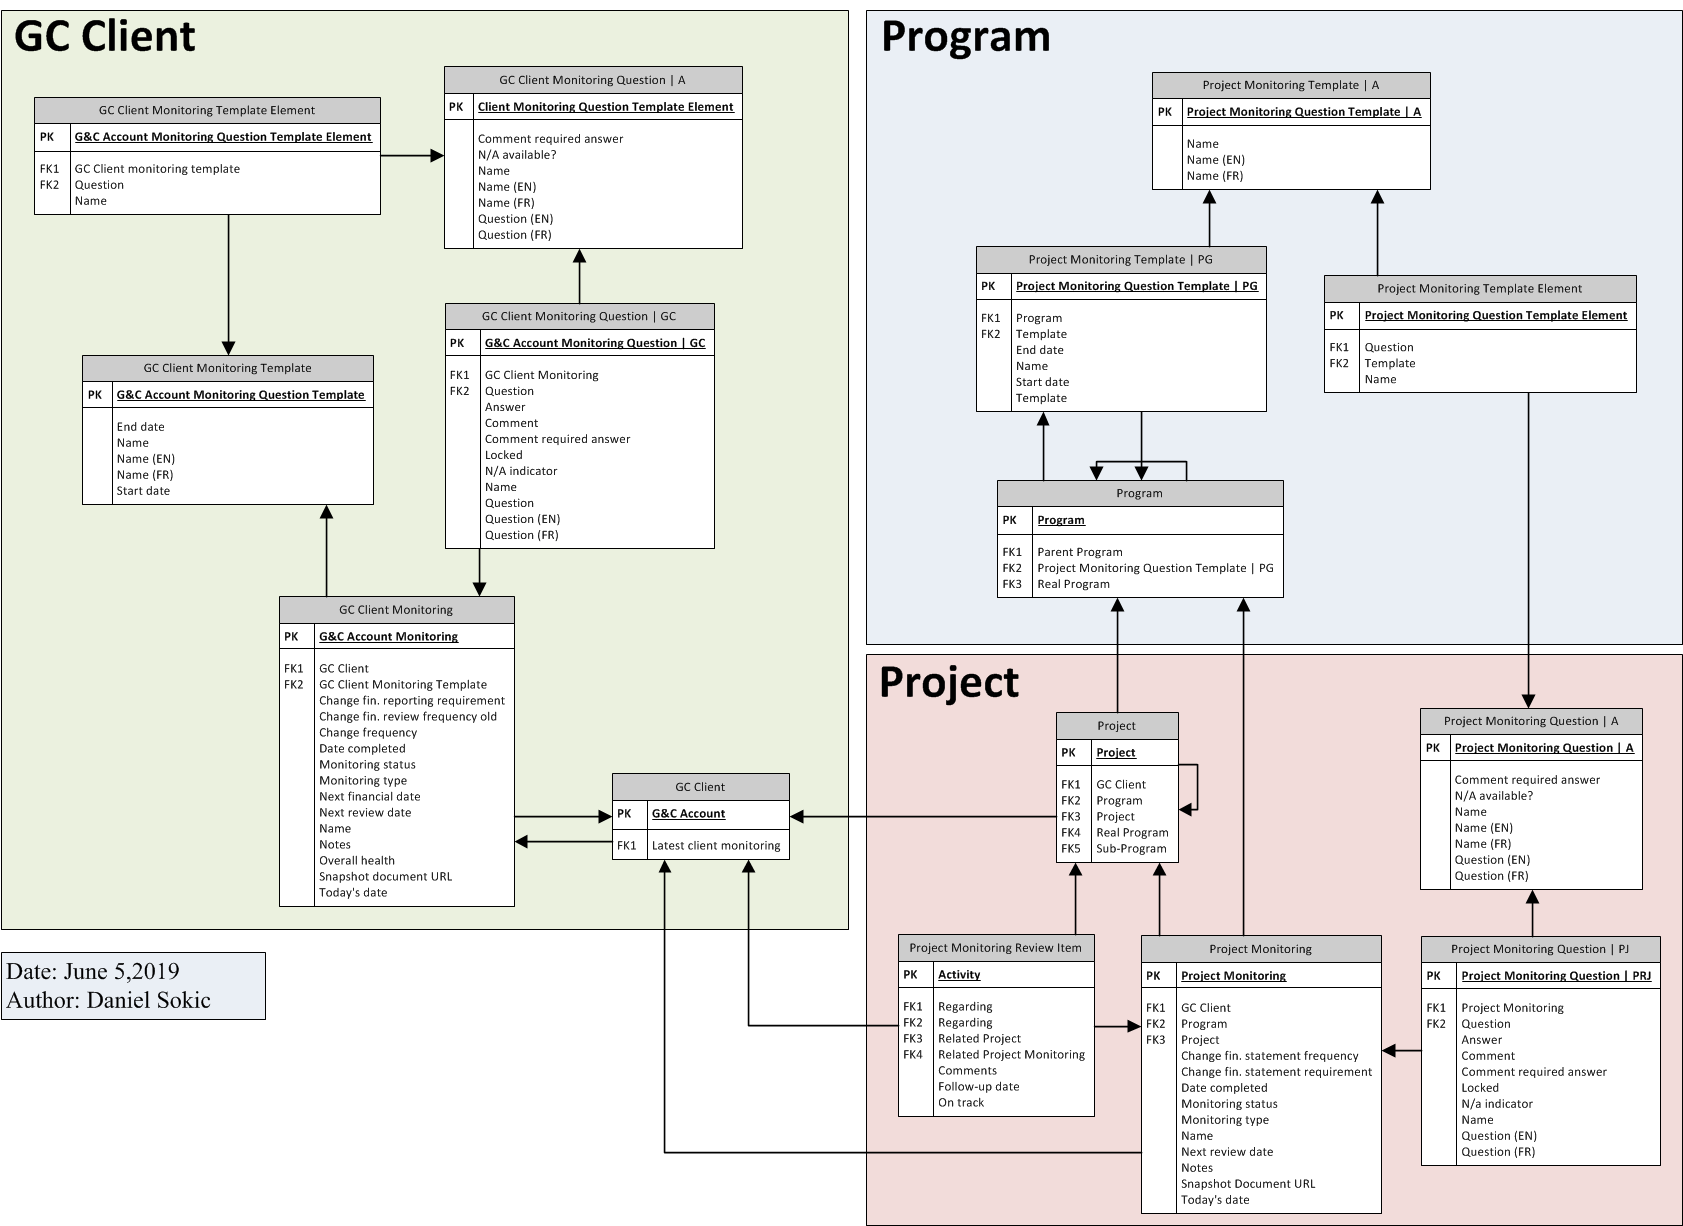 GC Client
GC Client Monitoring Template Element
PK G&C Account Monitoring Question Template Element
FK1 GC Client monitoring template
FK2 Question
Name
GC Client Monitoring Question | A
PK Client Monitoring Question Template Element
Comment required answer
N/A available?
Name
Name (EN)
Name (FR)
Question (EN)
Question (FR)
GC Client Monitoring Question | GC
PK G&C Account Monitoring Question | GC
FK1 GC Client Monitoring
FK2 Question
Answer
Comment
Comment required answer
Locked
N/A indicator
Name
Question
Question (EN)
Question (FR)
GC Client Monitoring Template
PK G&C Account Monitoring Question Template
End date
Name
Name (EN)
Name (FR)
Start date
GC Client Monitoring
PK G&C Account Monitoring
FK1 GC Client
FK2 GC Client Monitoring Template
Change fin. reporting requirement
Change fin. review frequency old
Change frequency
Date completed
Monitoring status
Monitoring type
Next financial date
Next review date
Name
Notes
Overall health
Snapshot document URL
Today's date
GC Client
PK G&C Account
FK1 Latest client monitoring
Date: June 5,2019
Author: Daniel Sokic
Program
Project Monitoring Template | A
PK Project Monitoring Question Template | A
Name
Name (EN)
Name (FR)
Project Monitoring Template | PG
PK Project Monitoring Question Template | PG
FK1 Program
FK2 Template
End date
Name
Start date
Template
Project Monitoring Template Element
PK Project Monitoring Question Template Element
FK1 Question
FK2 Template
Name
Program
PK Program
FK1 Parent Program
FK2 Project Monitoring Question Template | PG
FK3 Real Program
Project
Project
PK Project
FK1 GC Client
FK2 Program
FK3 Project
FK4 Real Program
FK5 Sub-Program
Project Monitoring Question | A
PK Project Monitoring Question | A
Comment required answer
N/A available?
Name
Name (EN)
Name (FR)
Question (EN)
Question (FR)
Project Monitoring Review Item
PK Activity
FK1 Regarding
FK2 Regarding
FK3 Related Project
FK4 Related Project Monitoring
Comments
Follow-up date
On track
Project Monitoring
PK Project Monitoring
FK1 GC Client
FK2 Program
FK3 Project
Change fin. statement frequency
Change fin. statement requirement
Date completed
Monitoring status
Monitoring type
Name
Next review date
Notes
Snapshot Document URL
Today's date
Project Monitoring Question | PJ
PK Project Monitoring Question | PRJ
FK1 Project Monitoring
FK2 Question
Answer
Comment
Comment required answer
Locked
N/a indicator
Name
Question (EN)
Question (FR)